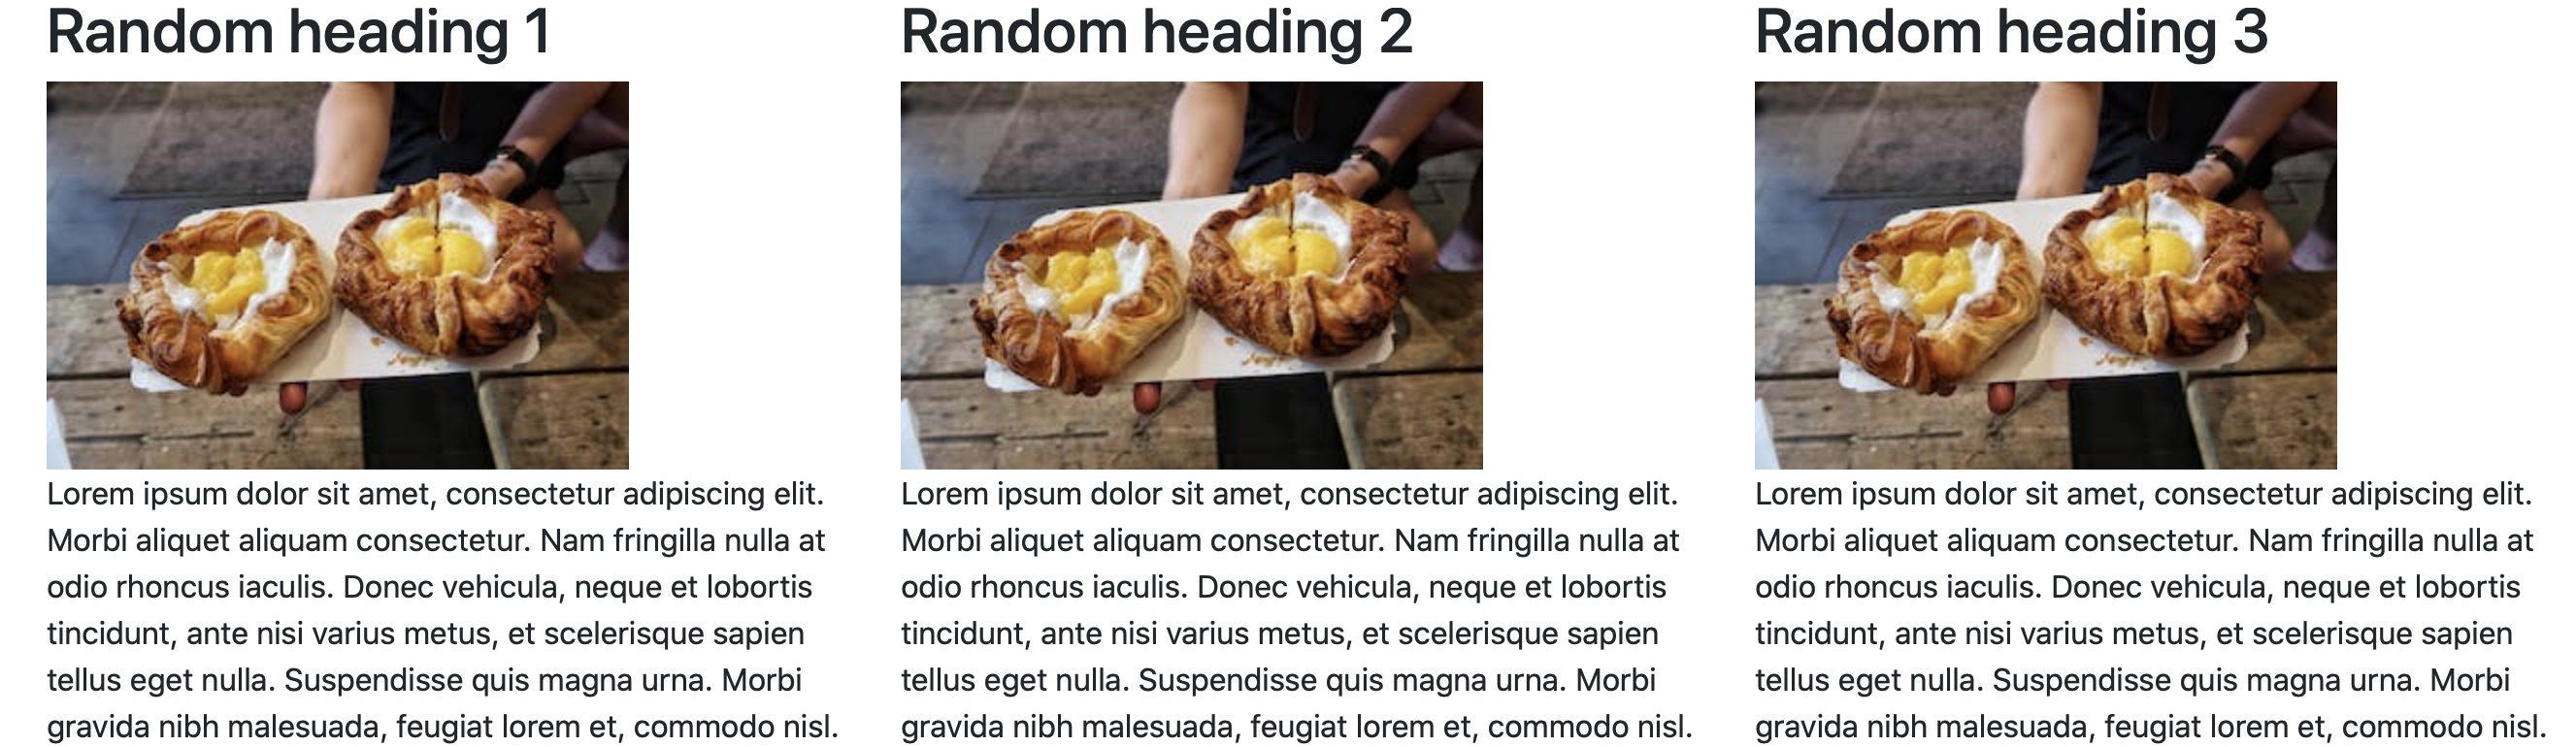 Random heading 1
Lorem ipsum dolor sit amet, consectetur adipiscing elit.
Morbi aliquet aliquam consectetur. Nam fringilla nulla at
odio rhoncus iaculis. Donec vehicula, neque et lobortis
tincidunt, ante nisi varius metus, et scelerisque sapien
tellus eget nulla. Suspendisse quis magna urna. Morbi
gravida nibh malesuada, feugiat lorem et, commodo nisl.
Random heading 2
Lorem ipsum dolor sit amet, consectetur adipiscing elit.
Morbi aliquet aliquam consectetur. Nam fringilla nulla at
odio rhoncus iaculis. Donec vehicula, neque et lobortis
tincidunt, ante nisi varius metus, et scelerisque sapien
tellus eget nulla. Suspendisse quis magna urna. Morbi
gravida nibh malesuada, feugiat lorem et, commodo nisl.
Random heading 3
Lorem ipsum dolor sit amet, consectetur adipiscing elit.
Morbi aliquet aliquam consectetur. Nam fringilla nulla at
odio rhoncus iaculis. Donec vehicula, neque et lobortis
tincidunt, ante nisi varius metus, et scelerisque sapien
tellus eget nulla. Suspendisse quis magna urna. Morbi
gravida nibh malesuada, feugiat lorem et, commodo nisl.